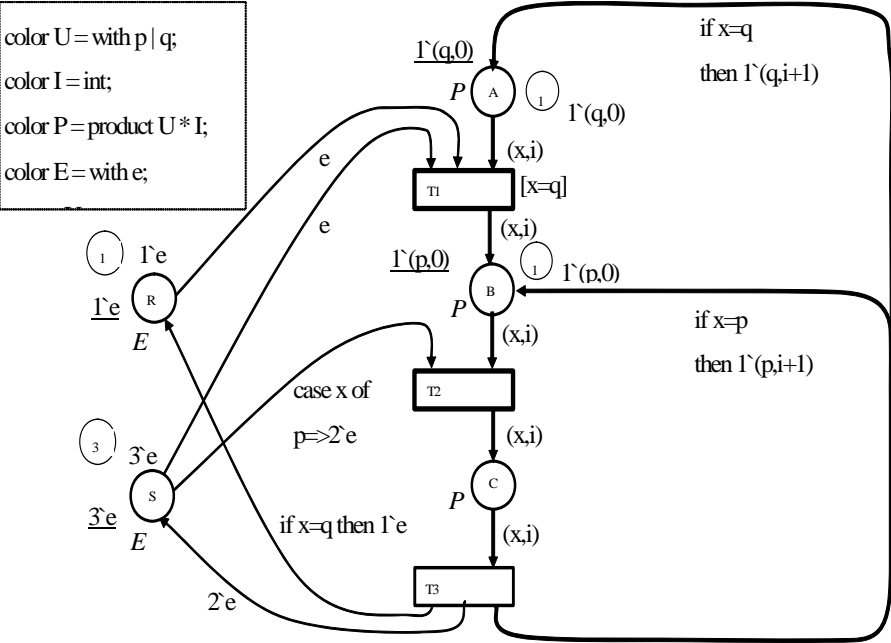 color U = with p | q;
color I = int;
color P = product U * I;
color E = with e;
if x=q
then 1`(q,i+1)
1`(q,0)
P
A
1
1`(q,0)
(x,i)
e
T1
[x=q]
e
(x,i)
1
1`e
1`(p,0)
1
1`(p,0)
R
B
1`e
P
E
(x,i)
if x=p
then 1`(p,i+1)
T2
case x of
p=>2`e
(x,i)
3
3`e
C
S
P
3`e
E
if x=q then 1`e
(x,i)
T3
2`e